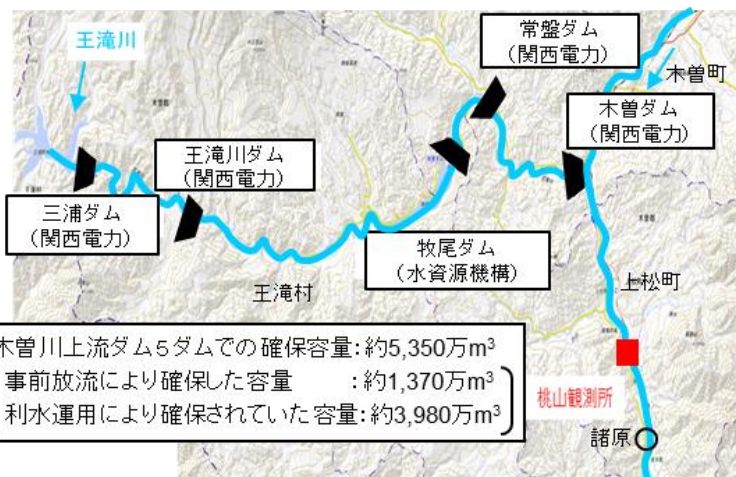 王滝川
常盤ダム
(関西電力)
木曽町
木曽ダム
(関西電力)
王滝川ダム
(関西電力)
三浦ダム
(関西電力)
牧尾ダム
(水資源機構)
王滝村
上松町
木曽川上流ダム5ダムでの確保容量:約5,350万m³
事前放流により確保した容量 :約1,370万m³
利水運用により確保されていた容量:約3,980万m³
桃山観測所
諸原